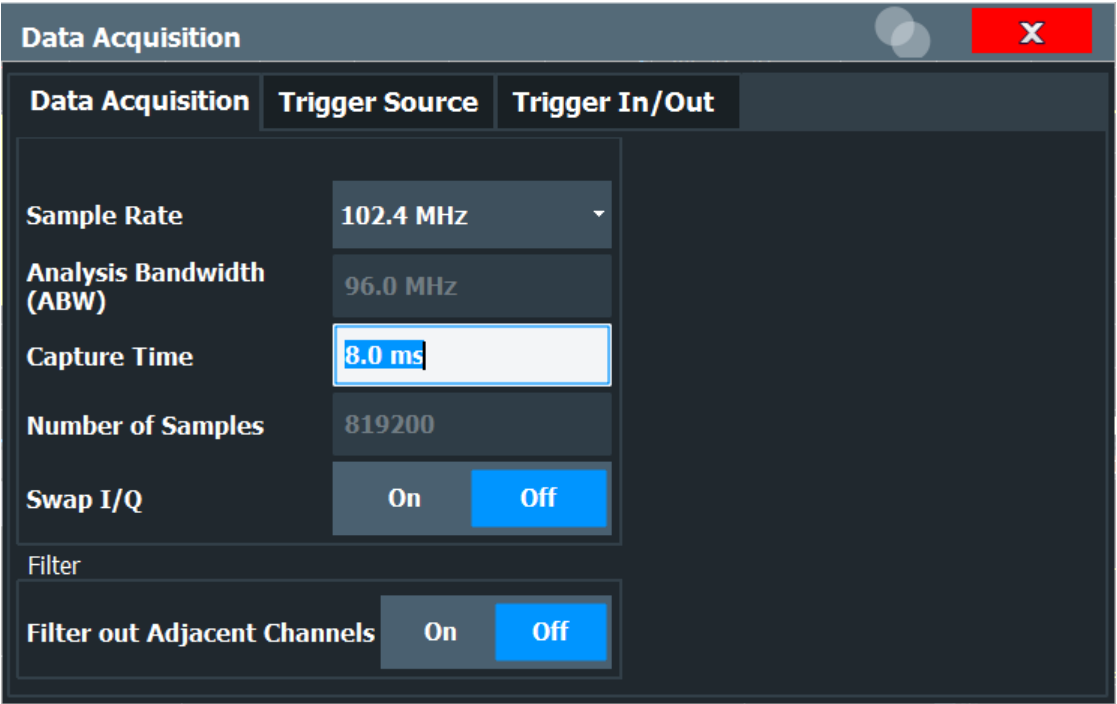 Data Acquisition
X
Data Acquisition Trigger Source Trigger In/Out
Sample Rate 102.4 MHz
Analysis Bandwidth
(ABW) 96.0 MHz
Capture Time 8.0 ms
Number of Samples 819200
Swap I/Q On Off
Filter
Filter out Adjacent Channels On Off